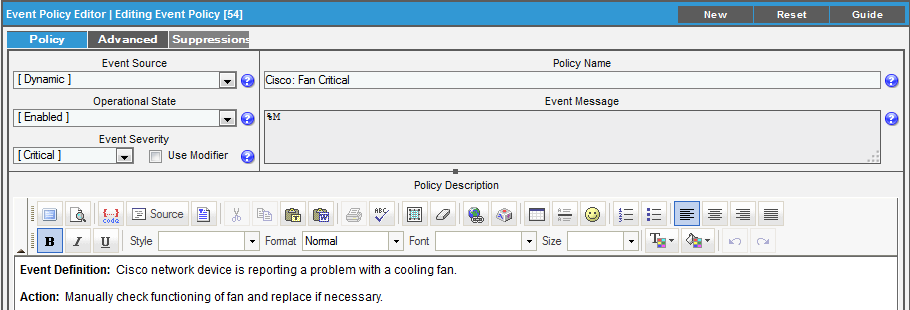 Event Policy Editor | Editing Event Policy [54]
New
Reset
Guide
Policy
Advanced
Suppressions
Event Source
[ Dynamic ]
Operational State
[ Enabled ]
Event Severity
[ Critical ]
Use Modifier
Policy Name
Cisco: Fan Critical
Event Message
%M
Policy Description
{...}
code
Source
ABC
B I U Style Format Normal Font Size
Event Definition: Cisco network device is reporting a problem with a cooling fan.
Action: Manually check functioning of fan and replace if necessary.